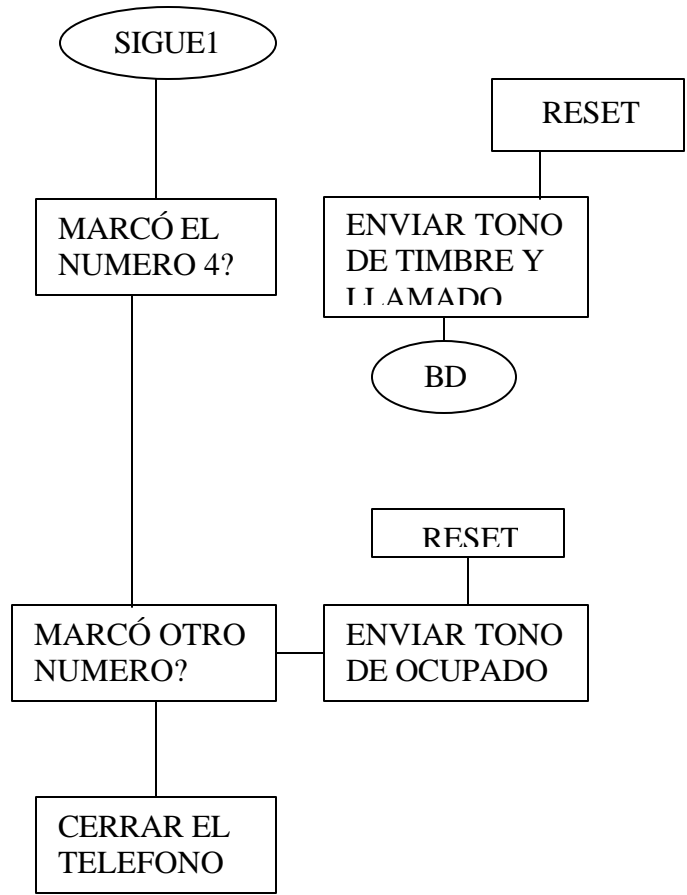 SIGUE1
RESET
MARCÓ EL
NUMERO 4?
ENVIAR TONO
DE TIMBRE Y
LLAMADO
BD
RESET
MARCÓ OTRO
NUMERO?
ENVIAR TONO
DE OCUPADO
CERRAR EL
TELEFONO